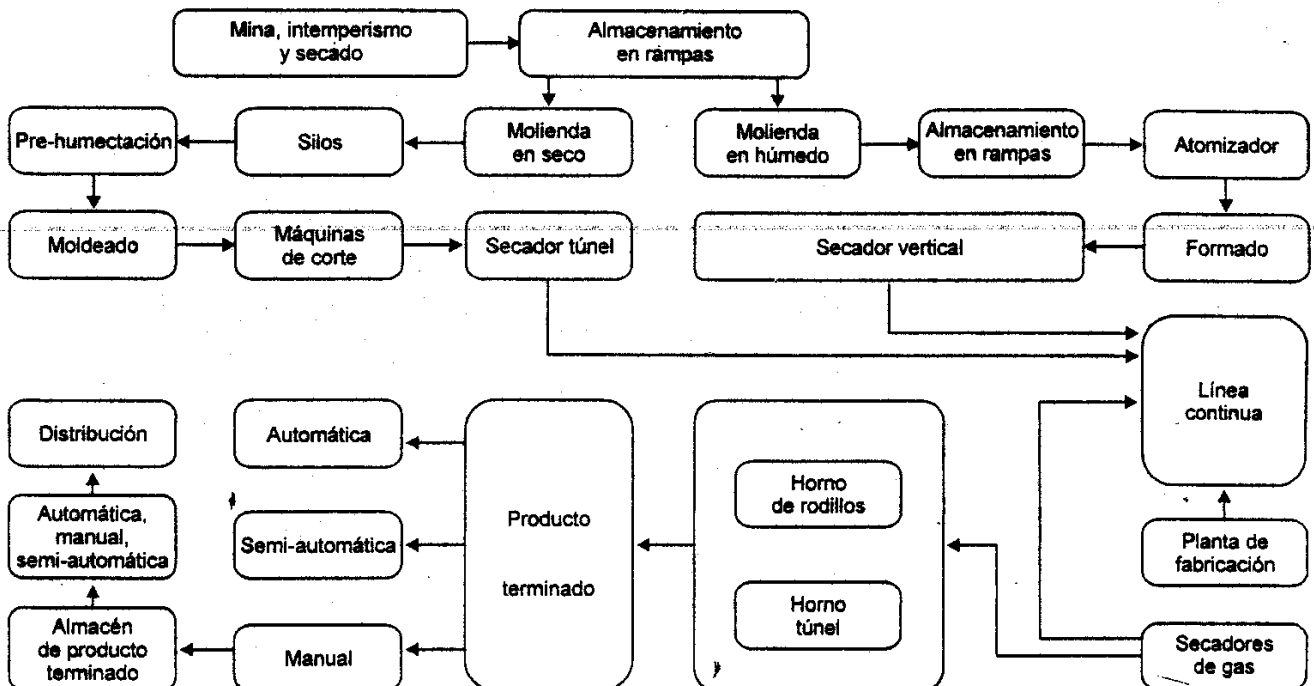 Mina, intemperismo
y secado
Almacenamiento
en rampas
Pre-humectación
Silos
Molienda
en seco
Molienda
en húmedo
Almacenamiento
en rampas
Atomizador
Moldeado
Máquinas
de corte
Secador túnel
Secador vertical
Formado
Línea
continua
Distribución
Automática
Horno
de rodillos
Automática,
manual,
semi-automática
Semi-automática
Producto
terminado
Planta de
fabricación
Horno
túnel
Almacén
de producto
terminado
Manual
Secadores
de gas